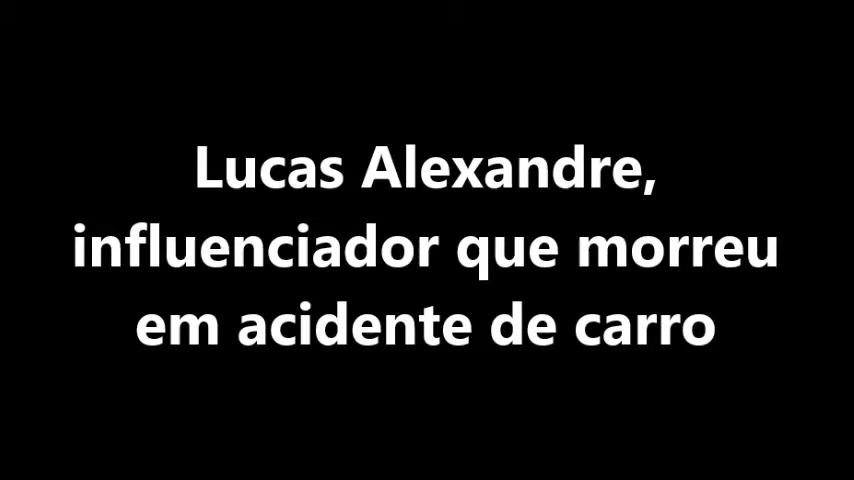 Lucas Alexandre,
influenciador que morreu
em acidente de carro